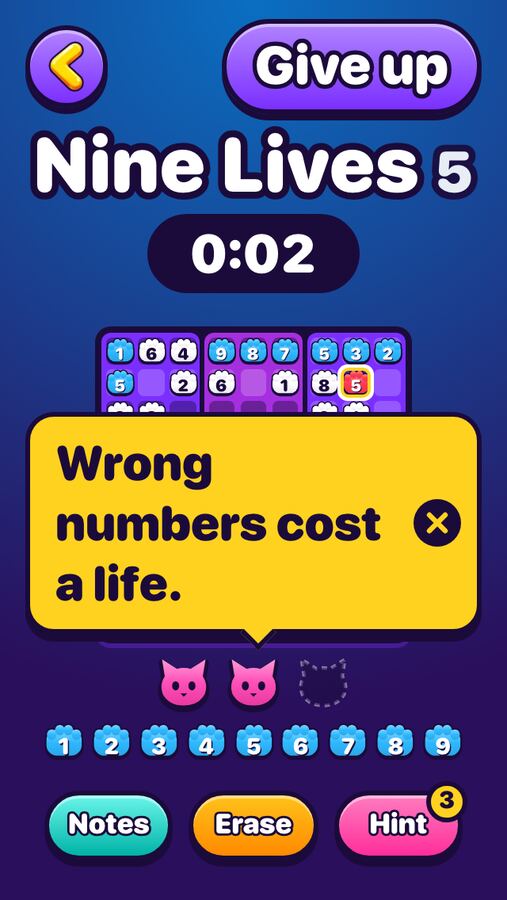 Give up
Nine Lives 5
0:02
1 6 4 9 8 7 5 3 2
5 2 6 1 8 5
Wrong
numbers cost
a life.
1 2 3 4 5 6 7 8 9
3
Notes Erase Hint